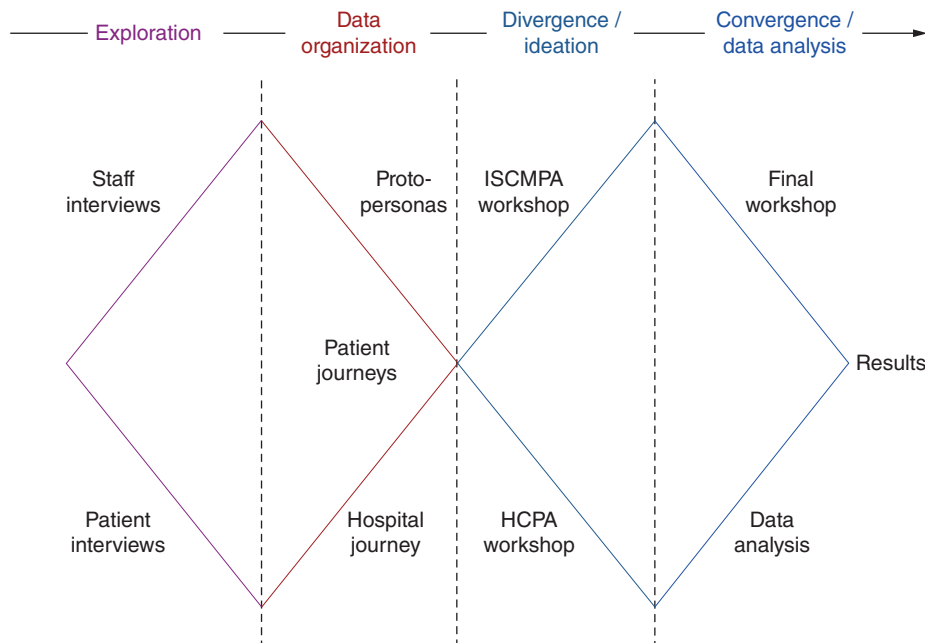 Exploration
Data
organization
Divergence /
ideation
Convergence /
data analysis
Staff
interviews
Proto-
personas
ISCMPA
workshop
Final
workshop
Patient
journeys
Results
Patient
interviews
Hospital
journey
HCPA
workshop
Data
analysis